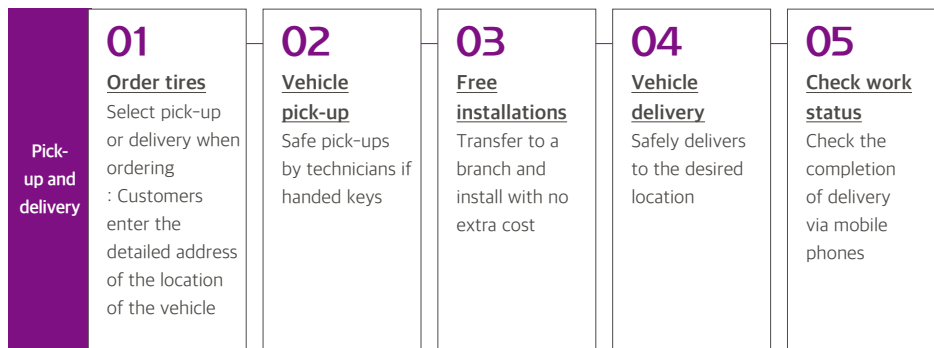 Pick-
up and
delivery
01
Order tires
Select pick-up
or delivery when
ordering
: Customers
enter the
detailed address
of the location
of the vehicle
02
Vehicle
pick-up
Safe pick-ups
by technicians if
handed keys
03
Free
installations
Transfer to a
branch and
install with no
extra cost
04
Vehicle
delivery
Safely delivers
to the desired
location
05
Check work
status
Check the
completion
of delivery
via mobile
phones